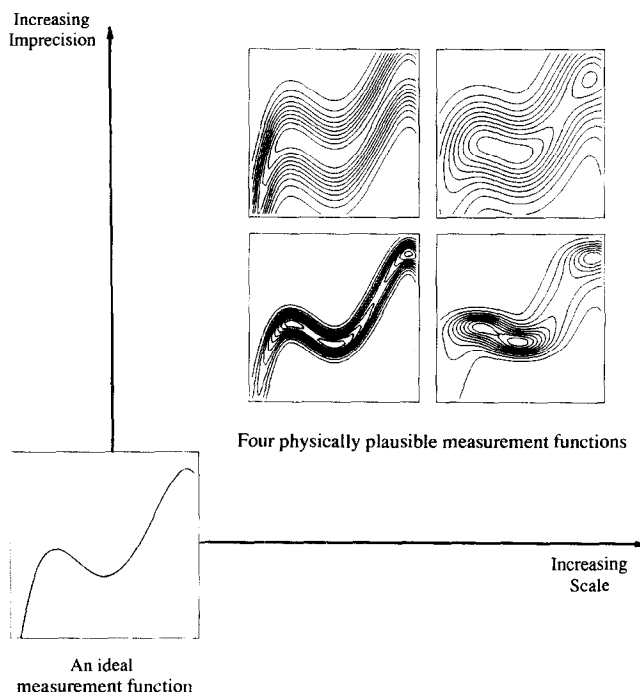 Increasing
Imprecision
Four physically plausible measurement functions
Increasing
Scale
An ideal
measurement function